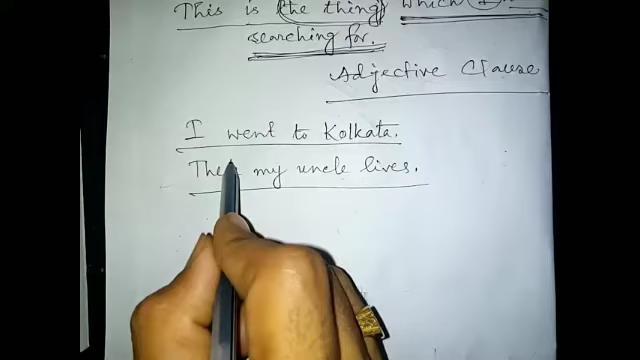 This is the thing which I
searching for.
Adjective Clause
I went to Kolkata.
my uncle lives.